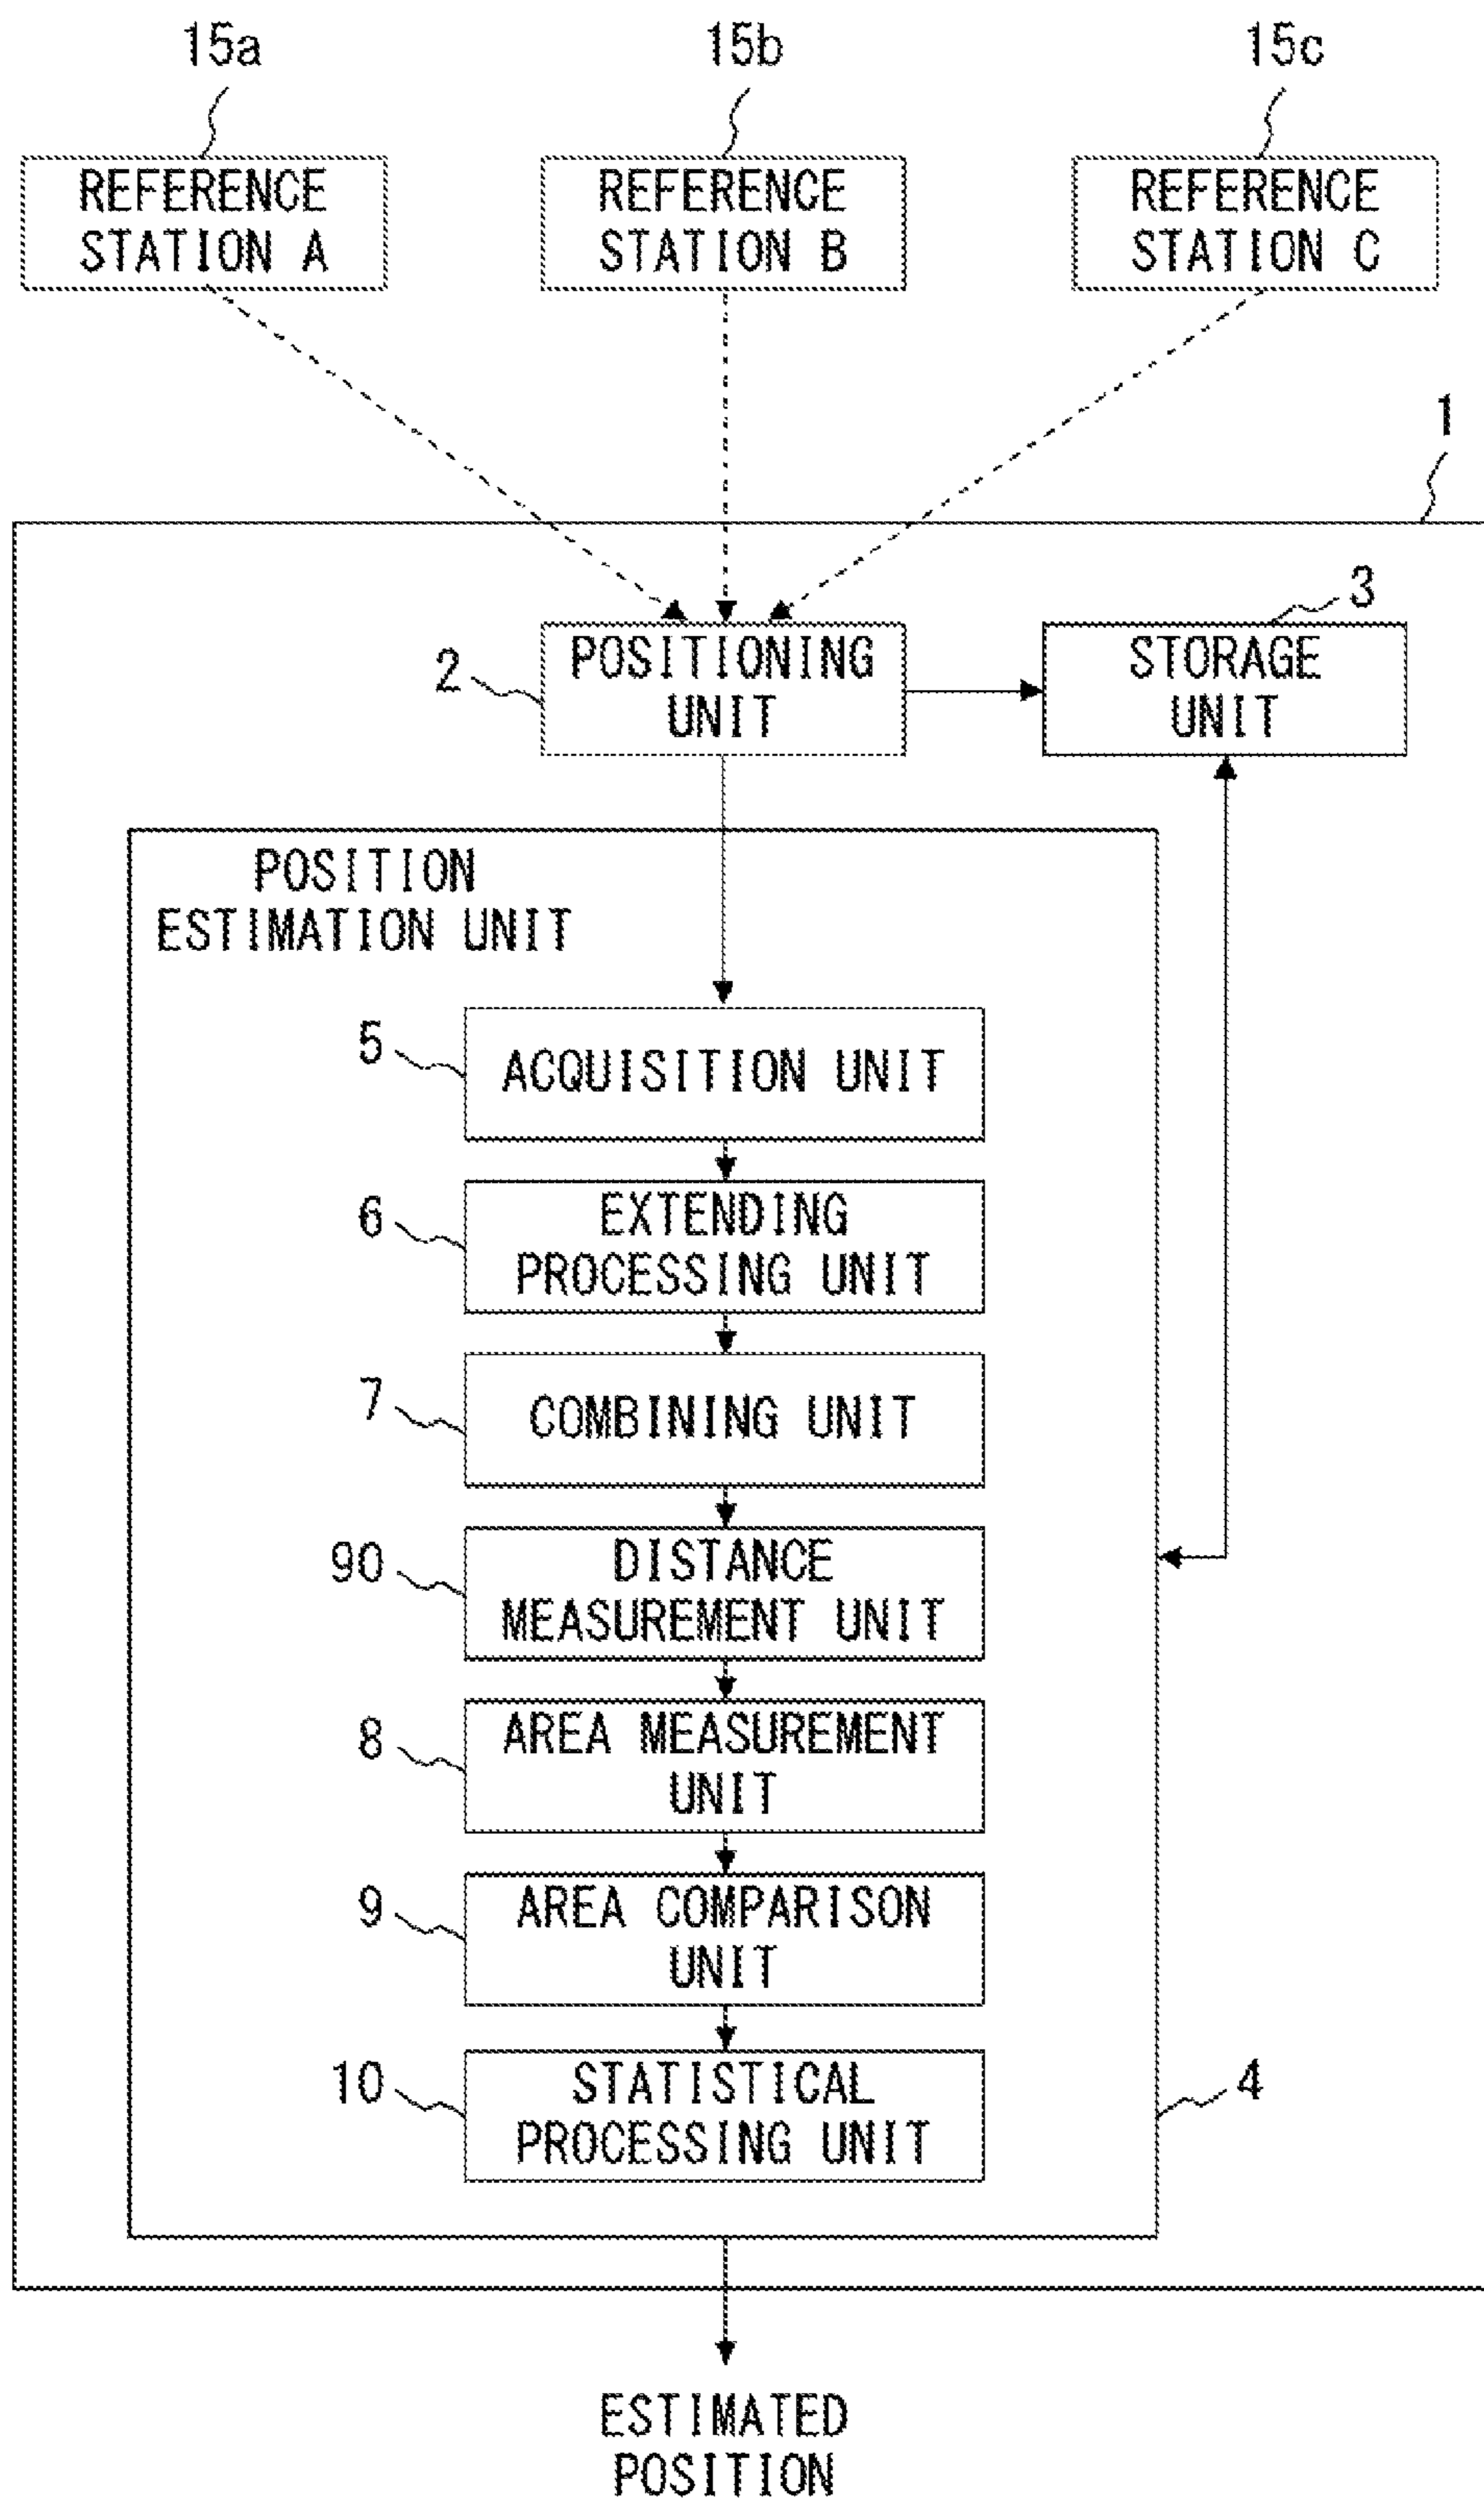 15a
15b
15c
REFERENCE
STATION A
REFERENCE
STATION B
REFERENCE
STATION C
1
2
POSITIONING
UNIT
3
STORAGE
UNIT
POSITION
ESTIMATION UNIT
5
ACQUISITION UNIT
6
EXTENDING
PROCESSING UNIT
7
COMBINING UNIT
90
DISTANCE
MEASUREMENT UNIT
8
AREA MEASUREMENT
UNIT
9
AREA COMPARISON
UNIT
10
STATISTICAL
PROCESSING UNIT
4
ESTIMATED
POSITION